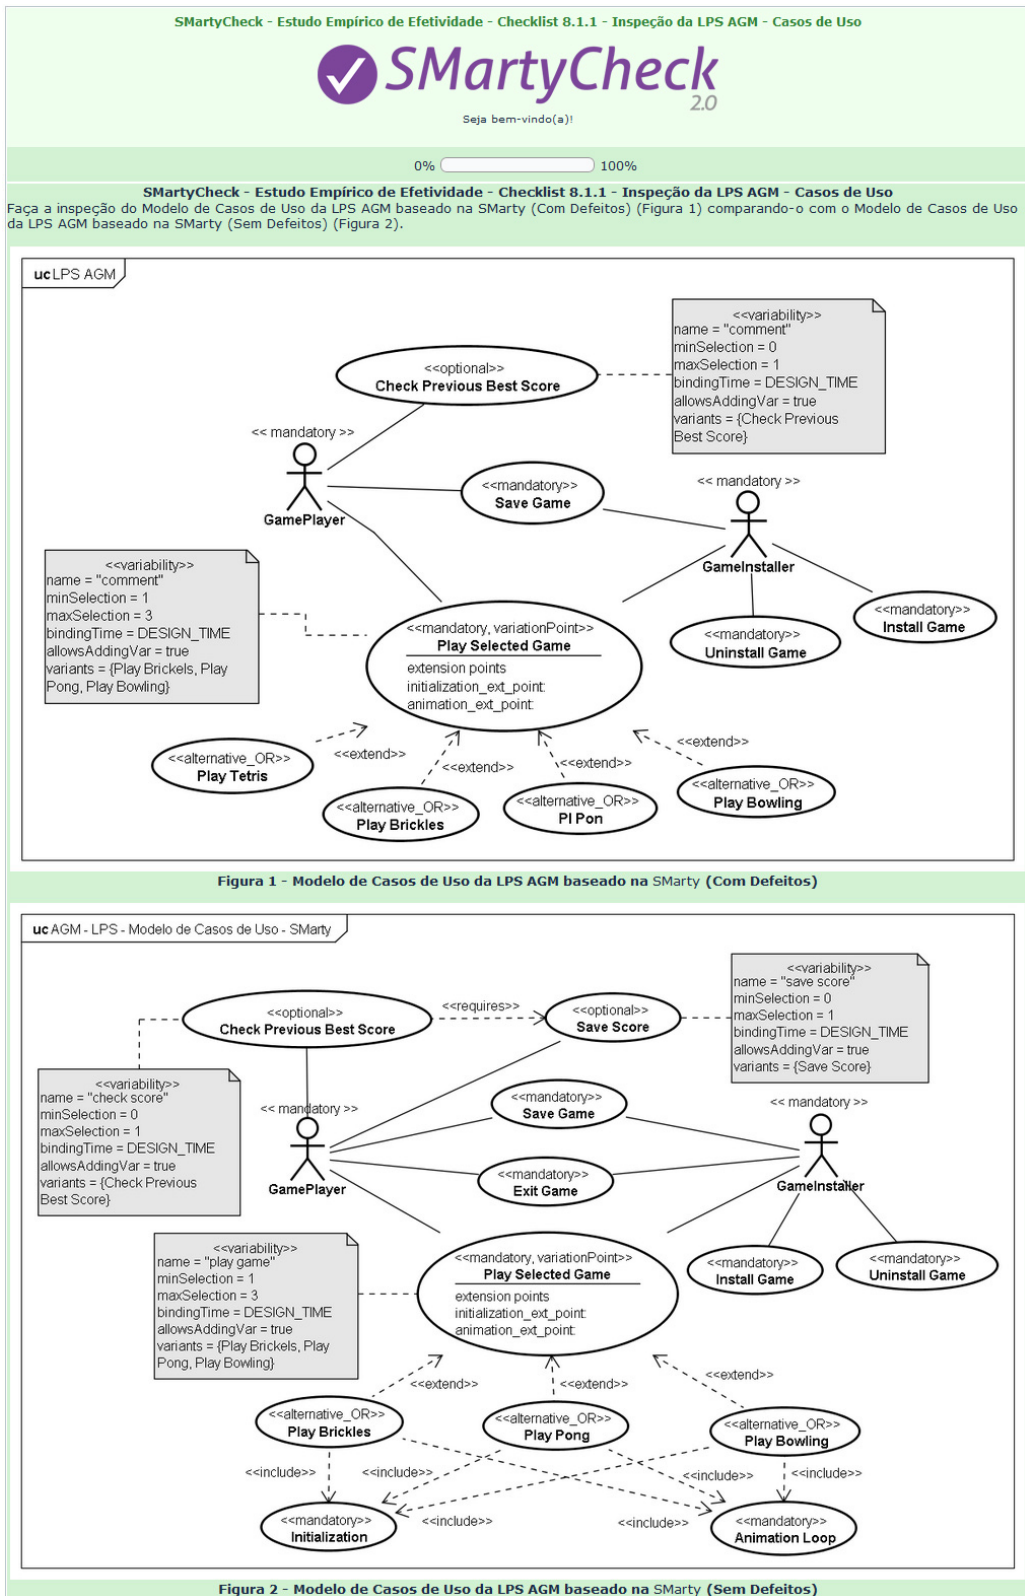 SMartyCheck - Estudo Empírico de Efetividade - Checklist 8.1.1 - Inspeção da LPS AGM - Casos de Uso
SMartyCheck
2.0
Seja bem-vindo(a)!
0% 100%
SMartyCheck - Estudo Empírico de Efetividade - Checklist 8.1.1 - Inspeção da LPS AGM - Casos de Uso
Faça a inspeção do Modelo de Casos de Uso da LPS AGM baseado na SMarty (Com Defeitos) (Figura 1) comparando-o com o Modelo de Casos de Uso
da LPS AGM baseado na SMarty (Sem Defeitos) (Figura 2).
uc LPS AGM
<<variability>>
name = "comment"
minSelection = 0
maxSelection = 1
bindingTime = DESIGN_TIME
allowsAddingVar = true
variants = {Check Previous
Best Score}
<<optional>>
Check Previous Best Score
<< mandatory >>
GamePlayer
<<mandatory>>
Save Game
<< mandatory >>
GameInstaller
<<variability>>
name = "comment"
minSelection = 1
maxSelection = 3
bindingTime = DESIGN_TIME
allowsAddingVar = true
variants = {Play Brickels, Play
Pong, Play Bowling}
<<mandatory, variationPoint>>
Play Selected Game
extension points
initialization_ext_point:
animation_ext_point:
<<mandatory>>
Uninstall Game
<<mandatory>>
Install Game
<<extend>>
<<extend>>
<<extend>>
<<extend>>
<<alternative_OR>>
Play Tetris
<<alternative_OR>>
Play Brickles
<<alternative_OR>>
Pl Pon
<<alternative_OR>>
Play Bowling
Figura 1 - Modelo de Casos de Uso da LPS AGM baseado na SMarty (Com Defeitos)
uc AGM - LPS - Modelo de Casos de Uso - SMarty
<<optional>>
Check Previous Best Score
<<requires>>
<<optional>>
Save Score
<<variability>>
name = "save score"
minSelection = 0
maxSelection = 1
bindingTime = DESIGN_TIME
allowsAddingVar = true
variants = {Save Score}
<<variability>>
name = "check score"
minSelection = 0
maxSelection = 1
bindingTime = DESIGN_TIME
allowsAddingVar = true
variants = {Check Previous
Best Score}
<< mandatory >>
GamePlayer
<<mandatory>>
Save Game
<<mandatory>>
Exit Game
<< mandatory >>
GameInstaller
<<variability>>
name = "play game"
minSelection = 1
maxSelection = 3
bindingTime = DESIGN_TIME
allowsAddingVar = true
variants = {Play Brickels, Play
Pong, Play Bowling}
<<mandatory, variationPoint>>
Play Selected Game
extension points
initialization_ext_point:
animation_ext_point:
<<mandatory>>
Install Game
<<mandatory>>
Uninstall Game
<<extend>>
<<extend>>
<<extend>>
<<alternative_OR>>
Play Brickles
<<alternative_OR>>
Play Pong
<<alternative_OR>>
Play Bowling
<<include>>
<<include>>
<<include>>
<<include>>
<<include>>
<<include>>
<<mandatory>>
Initialization
<<mandatory>>
Animation Loop
Figura 2 - Modelo de Casos de Uso da LPS AGM baseado na SMarty (Sem Defeitos)